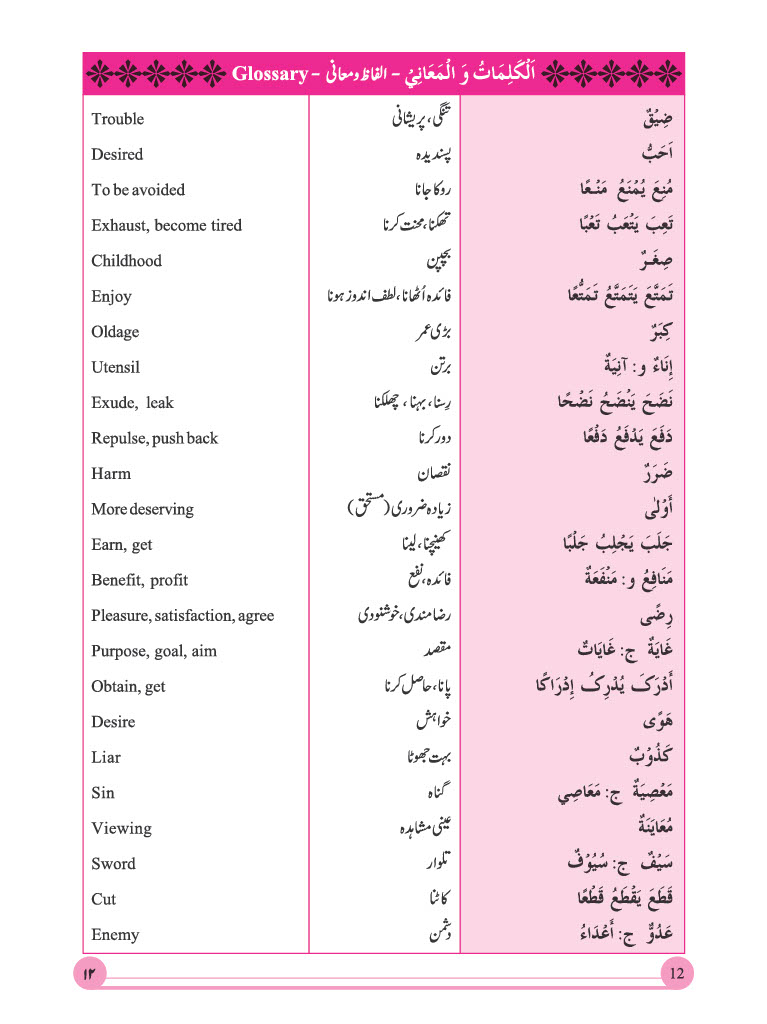 Glossary - الفاظ و معانی - اَلْكَلِمَاتُ وَ الْمَعَانِيْ
Trouble تنگی، پریشانی ضِيْقٌ
Desired پسندیدہ اَحَبُّ
To be avoided روکا جانا مُنِعَ يُمْنَعُ مَنْعًا
Exhaust, become tired تھکنا، محنت کرنا تَعِبَ يَتْعَبُ تَعْبًا
Childhood بچپن صِغَرٌ
Enjoy فائدہ اُٹھانا، لطف اندوز ہونا تَمَتَّعَ يَتَمَتَّعُ تَمَتُّعًا
Oldage بڑی عمر كِبَرٌ
Utensil برتن إِنَاءٌ و: آنِيَةٌ
Exude, leak رِسنا، بہنا، چھلکنا نَضَحَ يَنْضَحُ نَضْحًا
Repulse, push back دور کرنا دَفَعَ يَدْفَعُ دَفْعًا
Harm نقصان ضَرَرٌ
More deserving زیادہ ضروری (مستحق) أَوْلٰى
Earn, get کھینچنا، لینا جَلَبَ يَجْلِبُ جَلْبًا
Benefit, profit فائدہ، نفع مَنَافِعُ و: مَنْفَعَةٌ
Pleasure, satisfaction, agree رضامندی، خوشنودی رِضًى
Purpose, goal, aim مقصد غَايَةٌ ج: غَايَاتٌ
Obtain, get پانا، حاصل کرنا أَدْرَكَ يُدْرِكُ إِدْرَاكًا
Desire خواہش هَوًى
Liar بہت جھوٹا كَذُوْبٌ
Sin گناہ مَعْصِيَةٌ ج: مَعَاصِي
Viewing عینی مشاہدہ مُعَايَنَةٌ
Sword تلوار سَيْفٌ ج: سُيُوْفٌ
Cut کاٹنا قَطَعَ يَقْطَعُ قَطْعًا
Enemy دشمن عَدُوٌّ ج: أَعْدَاءُ
۱۲ 12